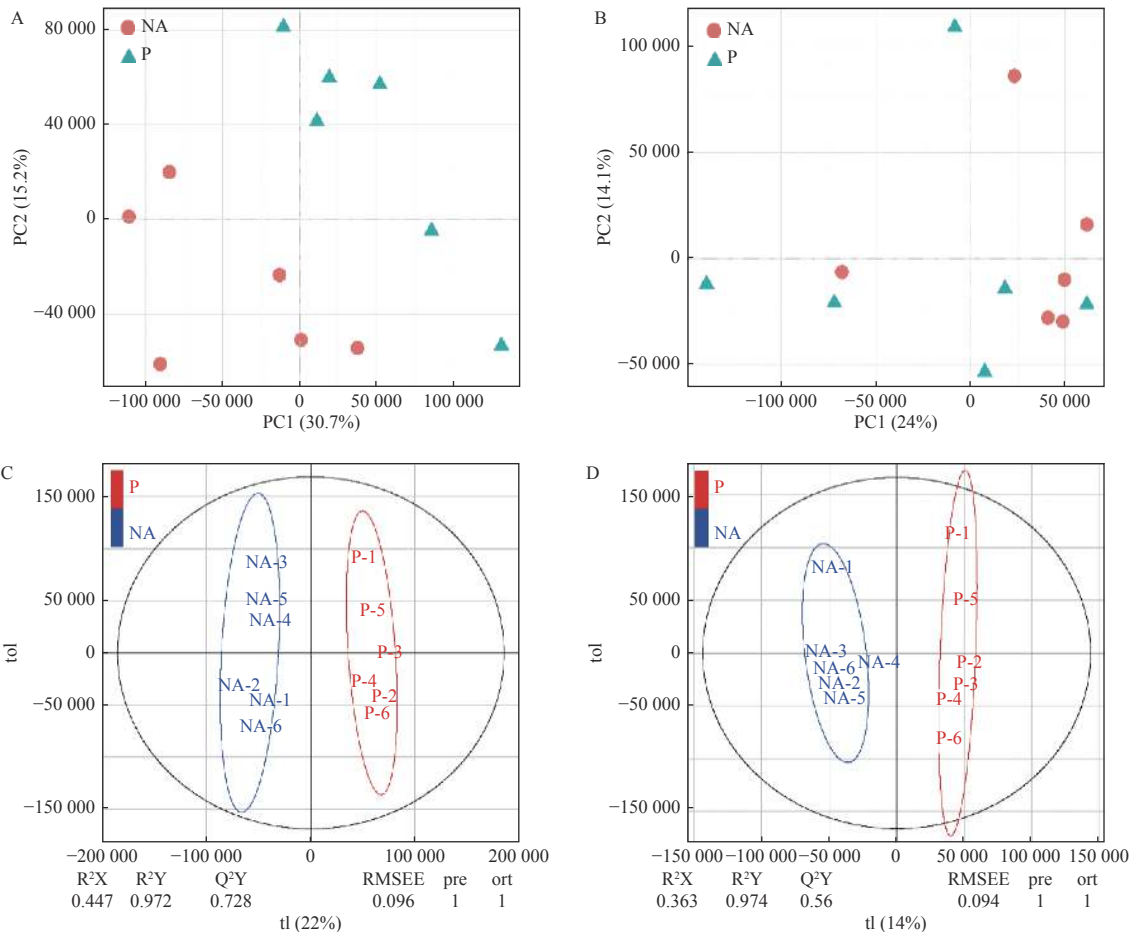 A
NA
P
80 000
40 000
0
−40 000
PC2 (15.2%)
−100 000 −50 000 0 50 000 100 000
PC1 (30.7%)
B
NA
P
100 000
50 000
0
−50 000
PC2 (14.1%)
−100 000 −50 000 0 50 000
PC1 (24%)
C
P
NA
150 000
50 000
0
−50 000
−150 000
tol
NA-3
NA-5
NA-4
NA-2
NA-1
NA-6
P-1
P-5
P-3
P-4
P-2
P-6
−200 000 −100 000 0 100 000 200 000
R²X R²Y Q²Y RMSEE pre ort
0.447 0.972 0.728 0.096 1 1
tl (22%)
D
P
NA
150 000
50 000
0
−50 000
−150 000
tol
NA-1
NA-3
NA-4
NA-6
NA-2
NA-5
P-1
P-5
P-2
P-3
P-4
P-6
−150 000 −100 000 −50 000 0 50 000 100 000 150 000
R²X R²Y Q²Y RMSEE pre ort
0.363 0.974 0.56 0.094 1 1
tl (14%)